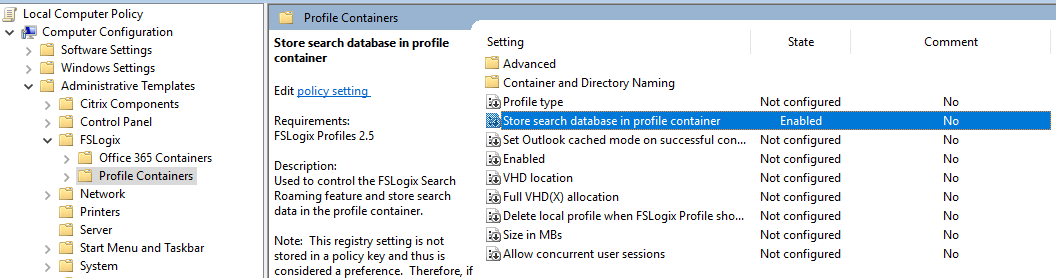 Local Computer Policy
Computer Configuration
Software Settings
Windows Settings
Administrative Templates
Citrix Components
Control Panel
FSLogix
Office 365 Containers
Profile Containers
Network
Printers
Server
Start Menu and Taskbar
System
Profile Containers
Store search database in profile
container
Edit policy setting
Requirements:
FSLogix Profiles 2.5
Description:
Used to control the FSLogix Search
Roaming feature and store search
data in the profile container.
Note: This registry setting is not
stored in a policy key and thus is
considered a preference. Therefore, if
Setting State Comment
Advanced
Container and Directory Naming
Profile type Not configured No
Store search database in profile container Enabled No
Set Outlook cached mode on successful con... Not configured No
Enabled Not configured No
VHD location Not configured No
Full VHD(X) allocation Not configured No
Delete local profile when FSLogix Profile sho... Not configured No
Size in MBs Not configured No
Allow concurrent user sessions Not configured No